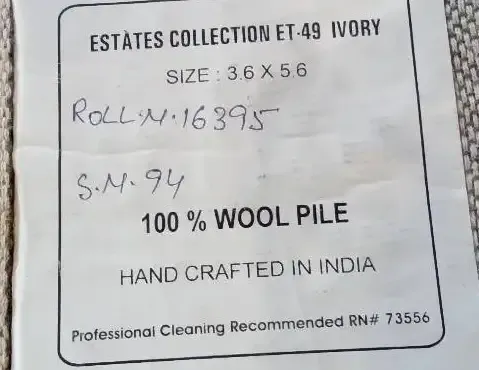 ESTÀTES COLLECTION ET-49 IVORY
SIZE : 3.6 X 5.6
ROLL.N.16395
S.N.94
100 % WOOL PILE
HAND CRAFTED IN INDIA
Professional Cleaning Recommended RN# 73556